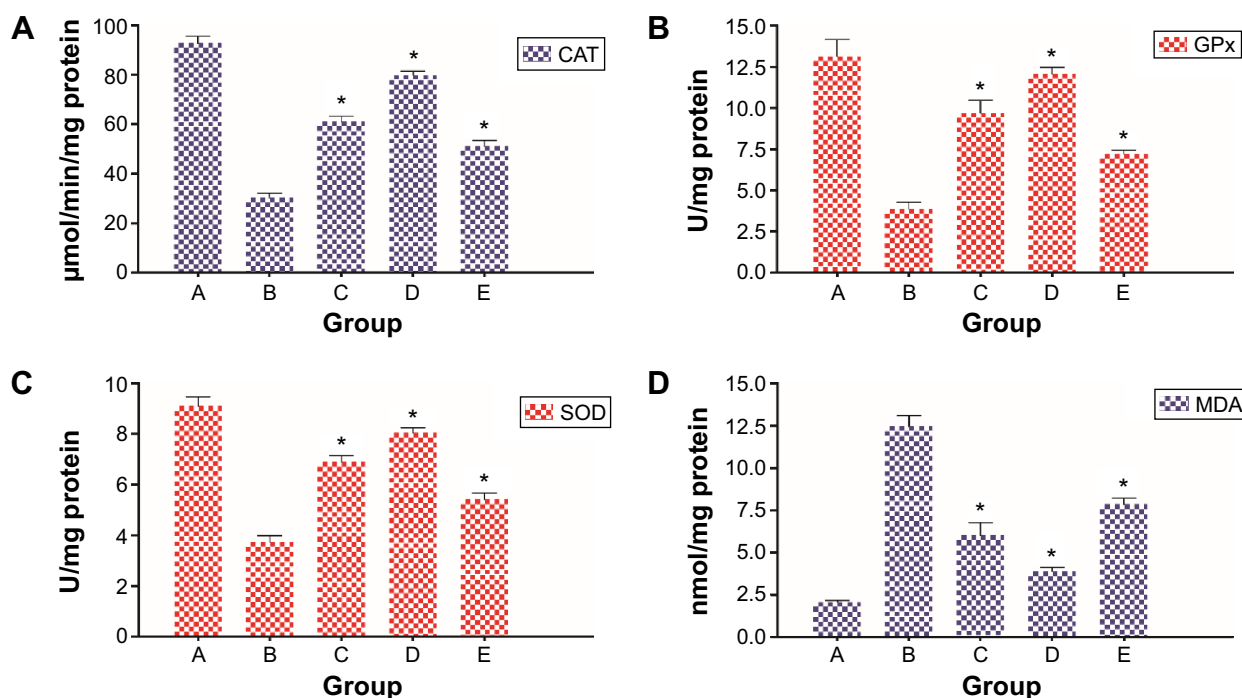 A
µmol/min/mg protein
100
80
60
40
20
0
*
*
*
CAT
A B C D E
Group
B
U/mg protein
15.0
12.5
10.0
7.5
5.0
2.5
0.0
*
*
*
GPx
A B C D E
Group
C
U/mg protein
10
8
6
4
2
0
*
*
*
SOD
A B C D E
Group
D
nmol/mg protein
15.0
12.5
10.0
7.5
5.0
2.5
0.0
*
*
*
MDA
A B C D E
Group